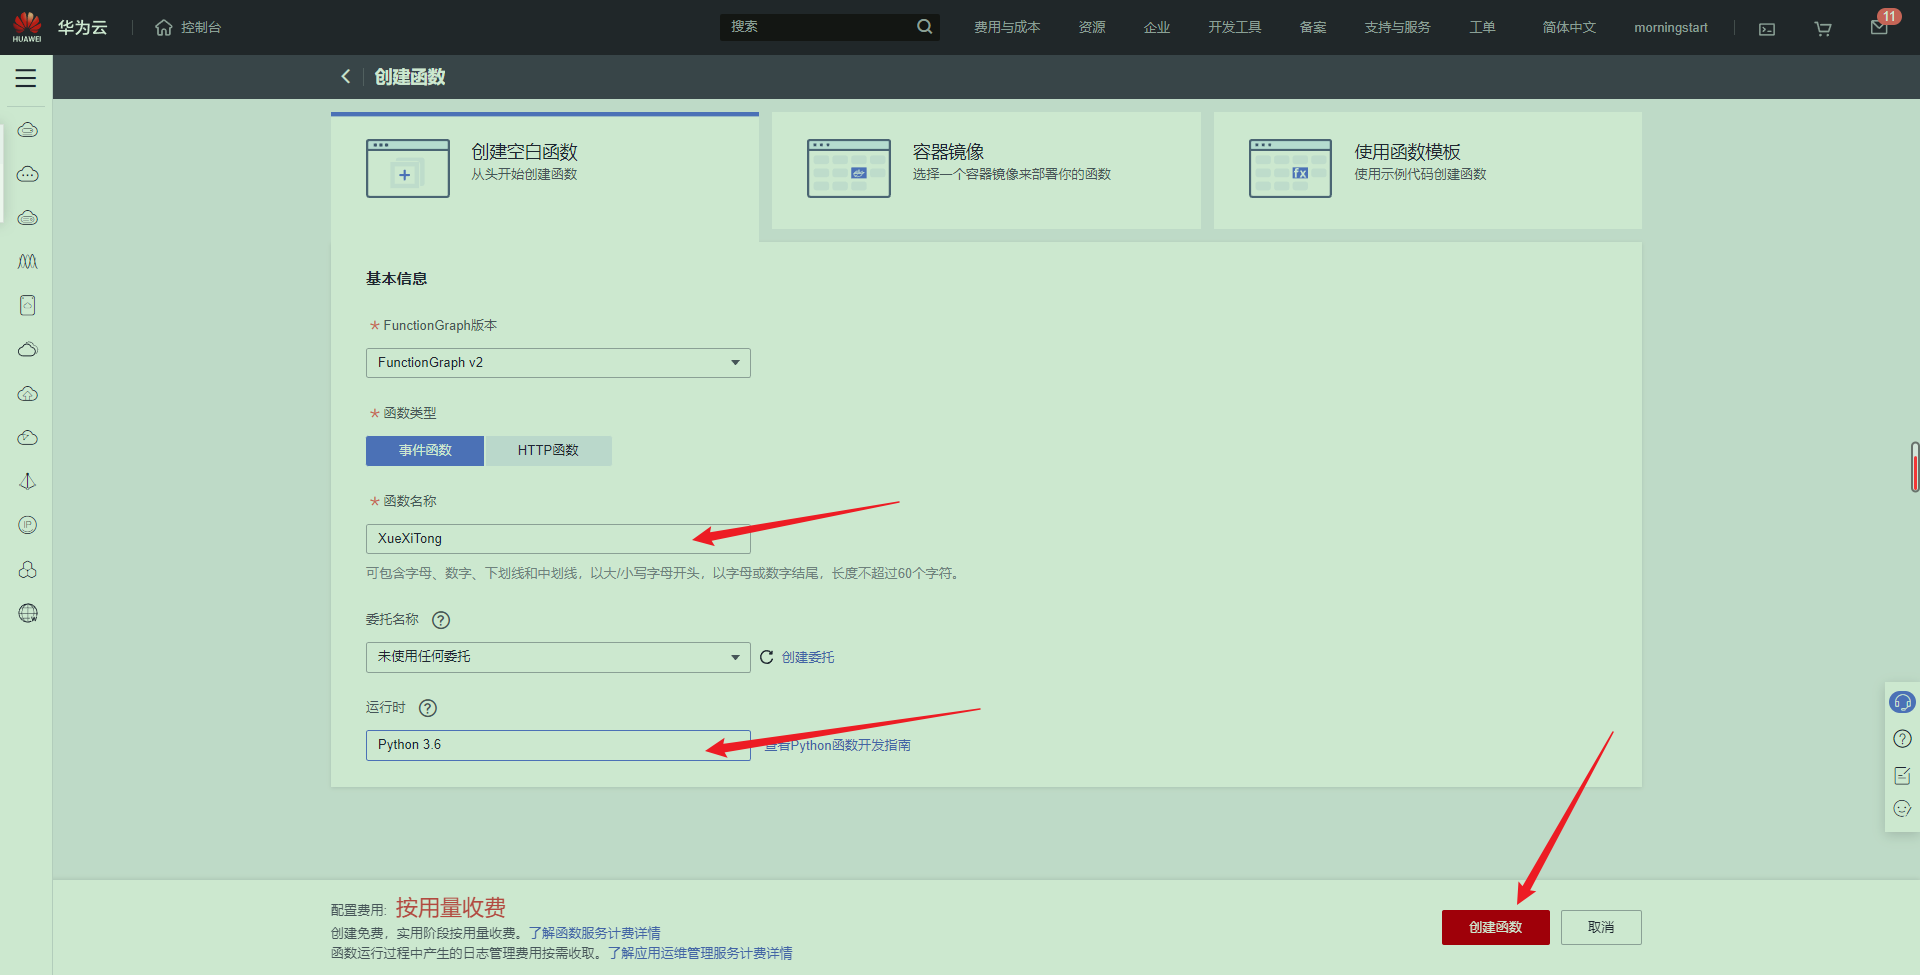 HUAWEI
华为云
控制台
搜索
费用与成本
资源
企业
开发工具
备案
支持与服务
工单
简体中文
morningstart
11
创建函数
创建空白函数
从头开始创建函数
容器镜像
选择一个容器镜像来部署你的函数
fx
使用函数模板
使用示例代码创建函数
基本信息
* FunctionGraph版本
FunctionGraph v2
* 函数类型
事件函数
HTTP函数
* 函数名称
XueXiTong
可包含字母、数字、下划线和中划线，以大/小写字母开头，以字母或数字结尾，长度不超过60个字符。
委托名称 ?
未使用任何委托
创建委托
运行时 ?
Python 3.6
查看Python函数开发指南
IP
配置费用: 按用量收费
创建免费，实用阶段按用量收费。了解函数服务计费详情
函数运行过程中产生的日志管理费用按需收取。了解应用运维管理服务计费详情
创建函数
取消